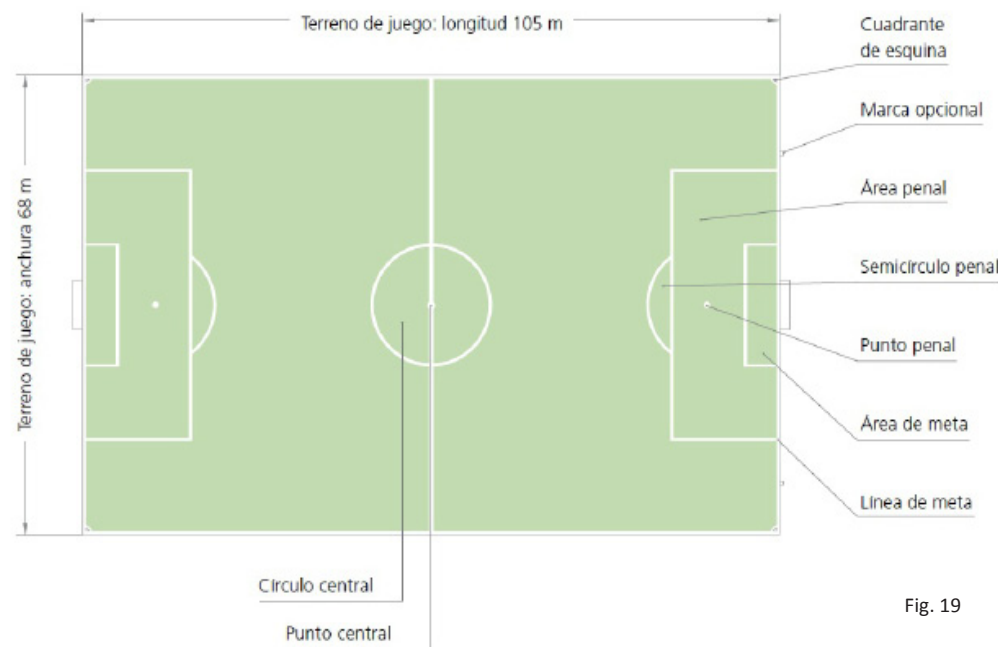 Terreno de juego: longitud 105 m
Cuadrante
de esquina
Marca opcional
Área penal
Terreno de juego: anchura 68 m
Semicírculo penal
Punto penal
Área de meta
Línea de meta
Círculo central
Fig. 19
Punto central